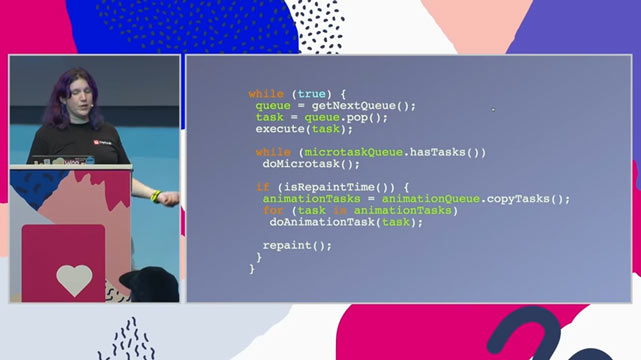 while (true) {
queue = getNextQueue();
task = queue.pop();
execute(task);
while (microtaskQueue.hasTasks())
doMicrotask();
if (isRepaintTime()) {
animationTasks = animationQueue.copyTasks();
for (task in animationTasks)
doAnimationTask(task);
repaint();
}
}